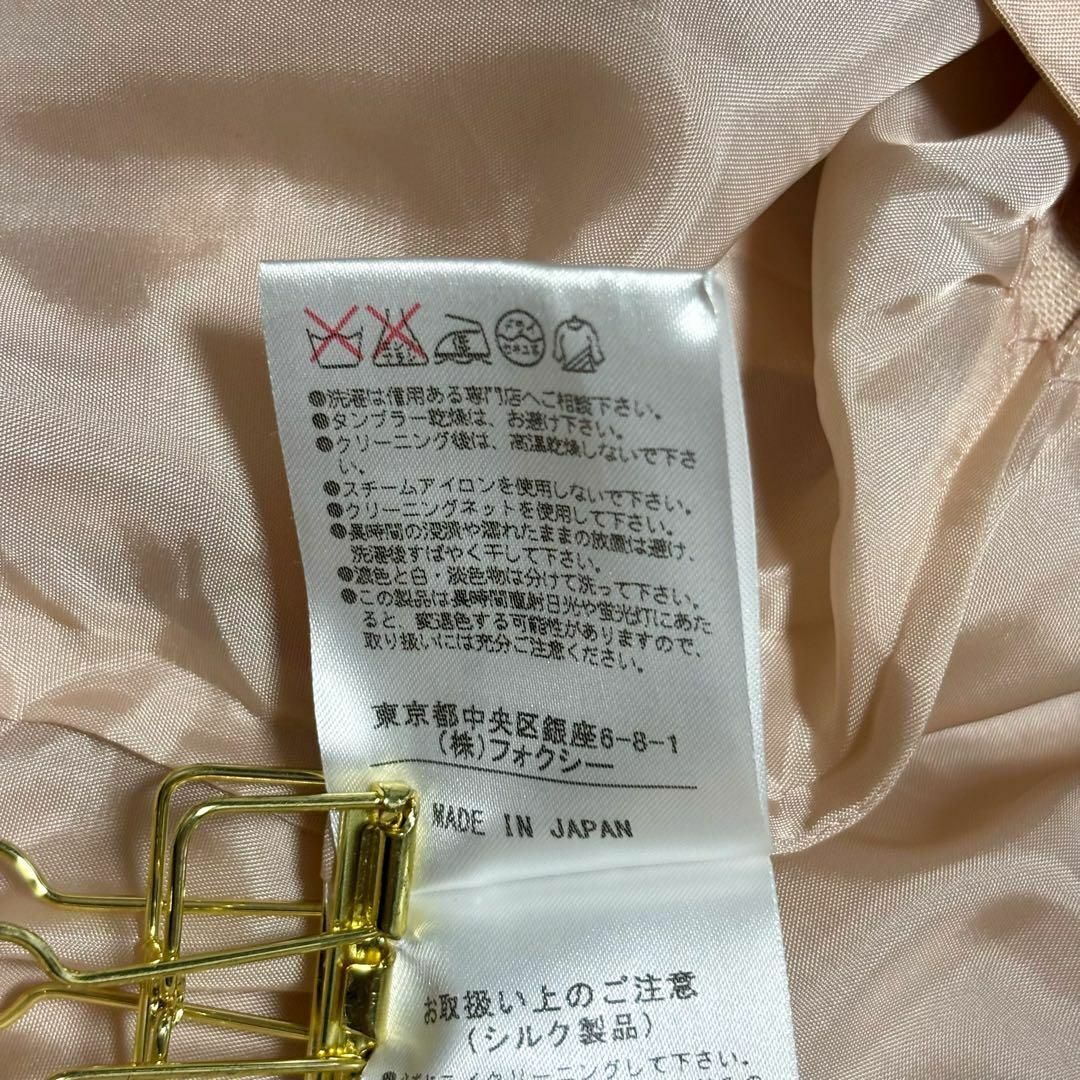 ●洗濯は信用ある専門店へご相談下さい。
●タンブラー乾燥は、お避け下さい。
●クリーニング後は、高温乾燥しないで下さ
い。
●スチームアイロンを使用しないで下さい。
●クリーニングネットを使用して下さい。
●長時間の浸漬や濡れたままの放置は避け、
洗濯後すばやく干して下さい。
●濃色と白・淡色物は分けて洗って下さい。
●この製品は長時間直射日光や蛍光灯にあた
ると、変退色する可能性がありますので、
取り扱いには充分ご注意ください。
東京都中央区銀座6-8-1
(株)フォクシー
MADE IN JAPAN
お取扱い上のご注意
(シルク製品)
クリーニングして下さい。